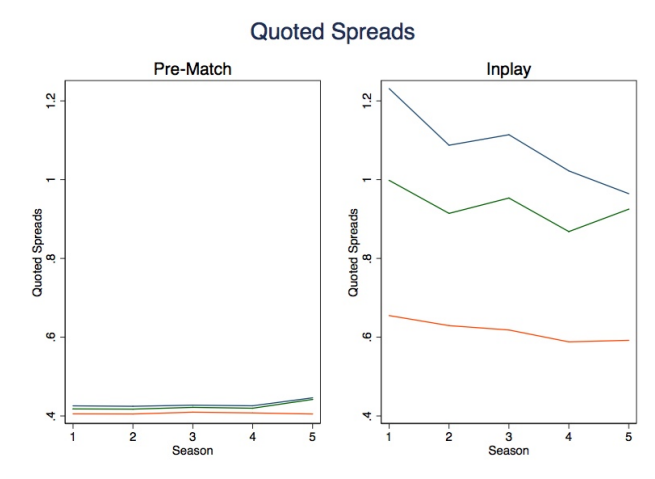 Quoted Spreads
Pre-Match
Quoted Spreads
1.2
1
.8
.6
.4
1 2 3 4 5
Season
Inplay
Quoted Spreads
1.2
1
.8
.6
.4
1 2 3 4 5
Season